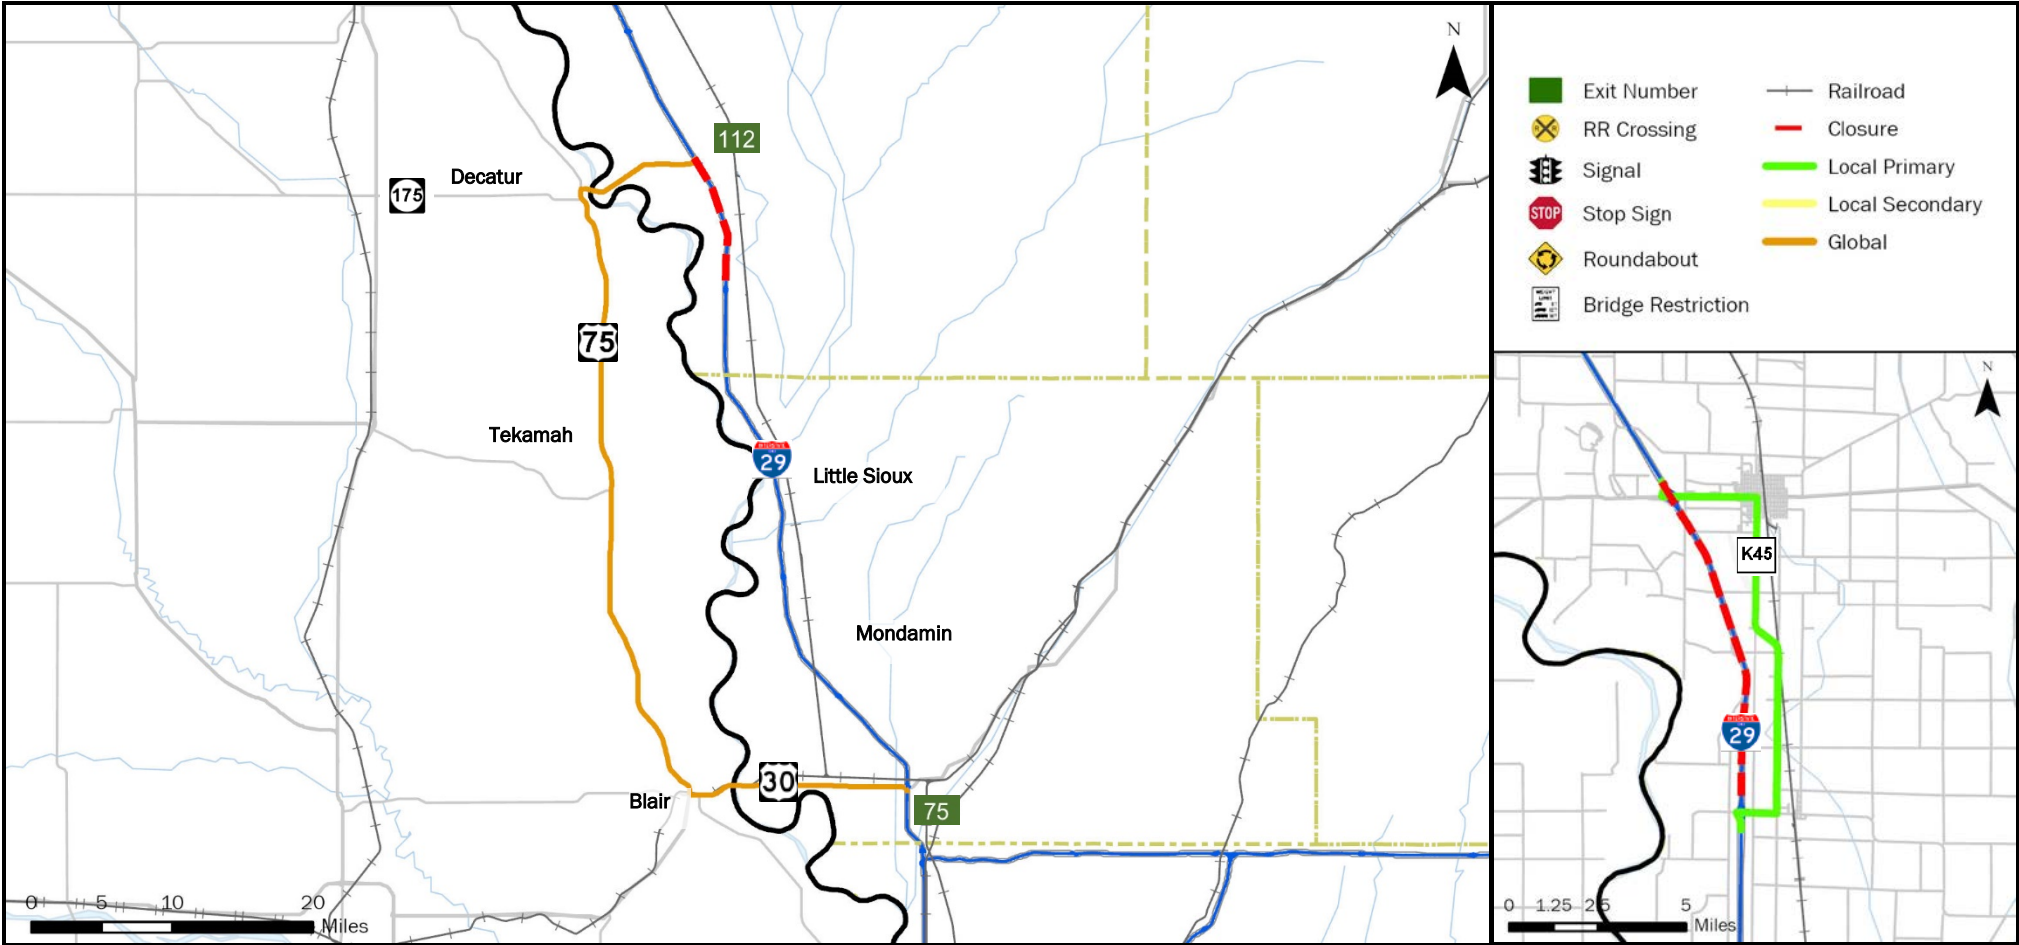 N
112
Decatur
175
75
Tekamah
29
Little Sioux
Mondamin
30
Blair
75
0 5 10 20
Miles
Exit Number
RR Crossing
Signal
STOP
Stop Sign
Roundabout
Bridge Restriction
Railroad
Closure
Local Primary
Local Secondary
Global
N
K45
29
0 1.25 2.5 5
Miles